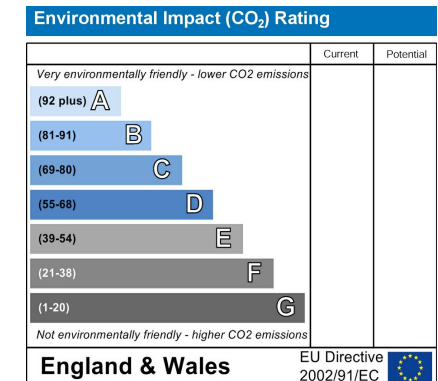 Environmental Impact (CO₂) Rating
Current Potential
Very environmentally friendly - lower CO2 emissions
(92 plus) A
(81-91) B
(69-80) C
(55-68) D
(39-54) E
(21-38) F
(1-20) G
Not environmentally friendly - higher CO2 emissions
England & Wales
EU Directive
2002/91/EC